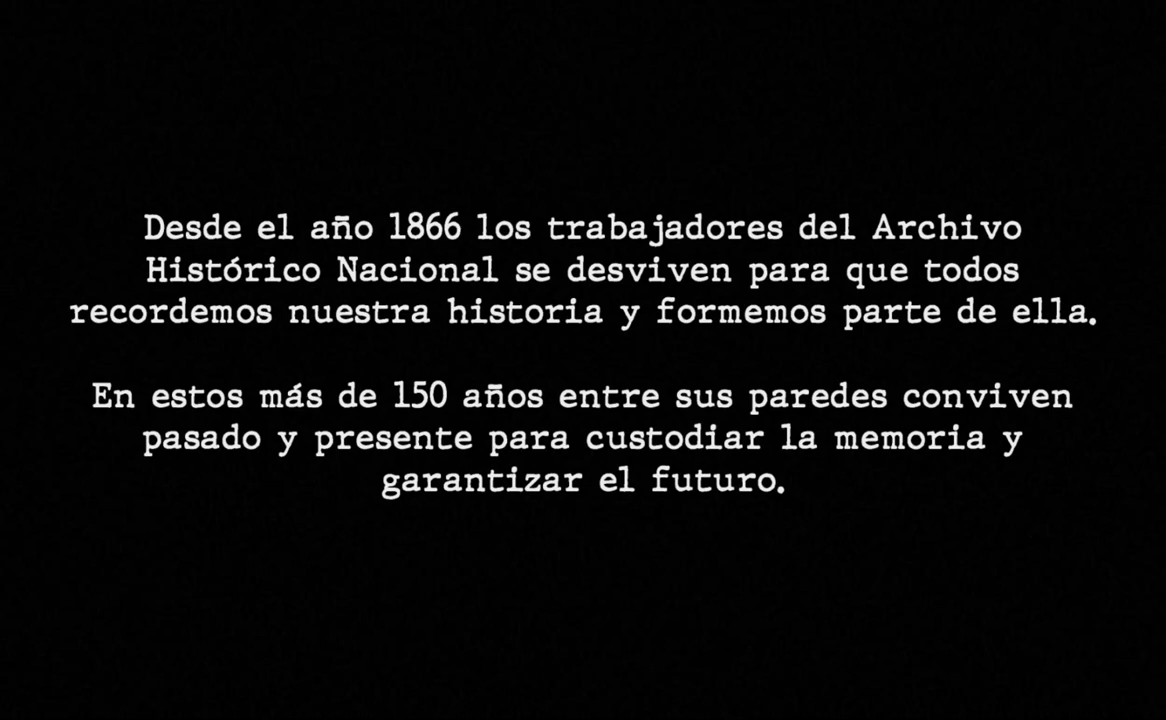 Desde el año 1866 los trabajadores del Archivo
Histórico Nacional se desviven para que todos
recordemos nuestra historia y formemos parte de ella.
En estos más de 150 años entre sus paredes conviven
pasado y presente para custodiar la memoria y
garantizar el futuro.